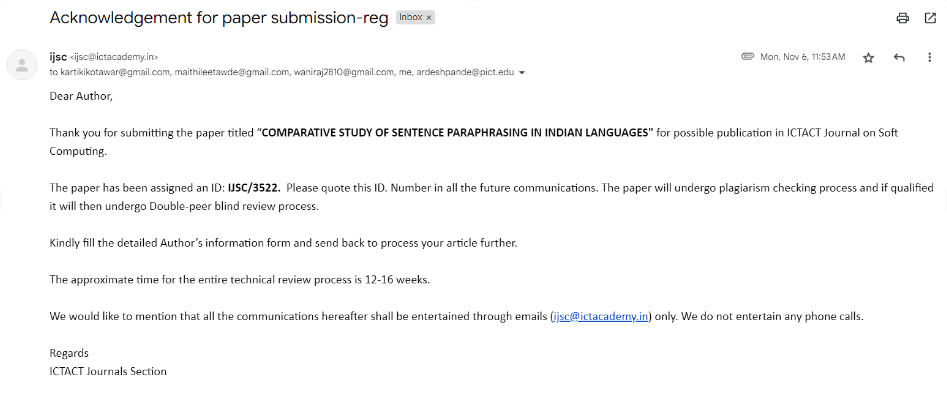 Acknowledgement for paper submission-reg Inbox ×
ijsc <ijsc@ictacademy.in>
Mon, Nov 6, 11:53 AM
to kartikikotawar@gmail.com, maithileetawde@gmail.com, waniraj2810@gmail.com, me, ardeshpande@pict.edu
Dear Author,
Thank you for submitting the paper titled “COMPARATIVE STUDY OF SENTENCE PARAPHRASING IN INDIAN LANGUAGES" for possible publication in ICTACT Journal on Soft
Computing.
The paper has been assigned an ID: IJSC/3522. Please quote this ID. Number in all the future communications. The paper will undergo plagiarism checking process and if qualified
it will then undergo Double-peer blind review process.
Kindly fill the detailed Author’s information form and send back to process your article further.
The approximate time for the entire technical review process is 12-16 weeks.
We would like to mention that all the communications hereafter shall be entertained through emails (ijsc@ictacademy.in) only. We do not entertain any phone calls.
Regards
ICTACT Journals Section